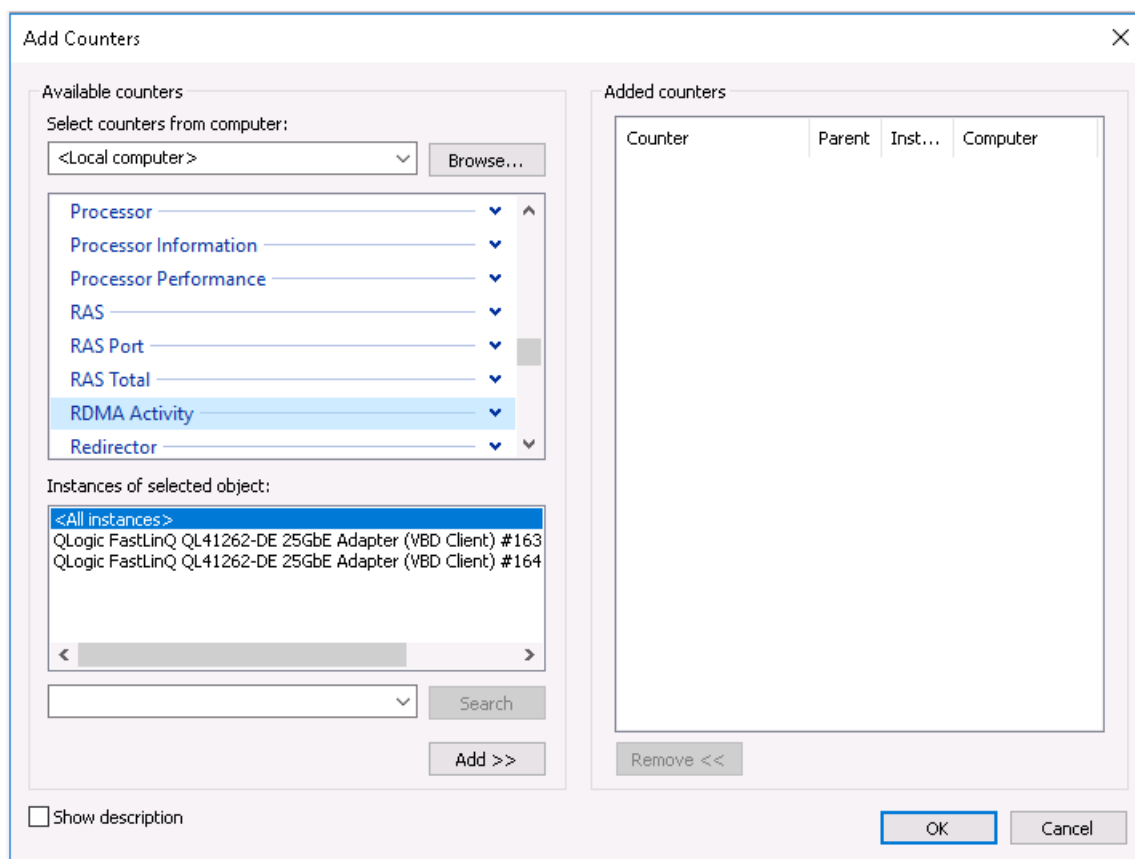 Add Counters
Available counters
Select counters from computer:
<Local computer>
Browse...
Processor
Processor Information
Processor Performance
RAS
RAS Port
RAS Total
RDMA Activity
Redirector
Instances of selected object:
<All instances>
QLogic FastLinQ QL41262-DE 25GbE Adapter (VBD Client) #163
QLogic FastLinQ QL41262-DE 25GbE Adapter (VBD Client) #164
Search
Add >>
Show description
Added counters
Counter Parent Inst... Computer
Remove <<
OK Cancel